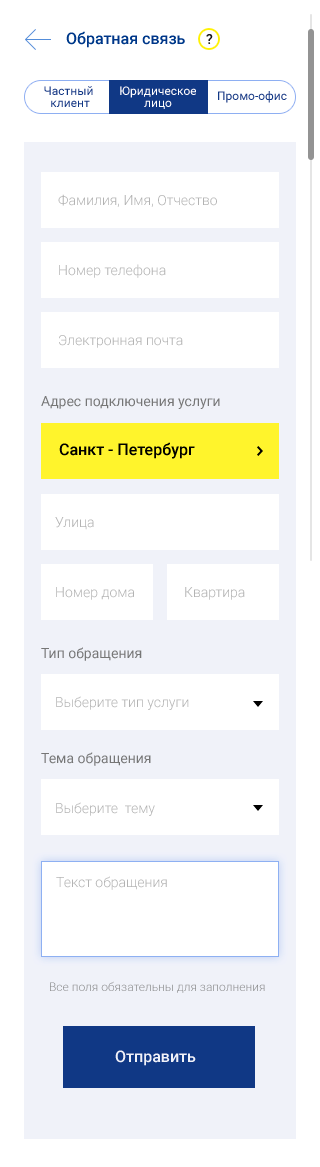 Обратная связь ?
Частный
клиент
Юридическое
лицо
Промо-офис
Фамилия, Имя, Отчество
Номер телефона
Электронная почта
Адрес подключения услуги
Санкт - Петербург
Улица
Номер дома
Квартира
Тип обращения
Выберите тип услуги
Тема обращения
Выберите тему
Текст обращения
Все поля обязательны для заполнения
Отправить